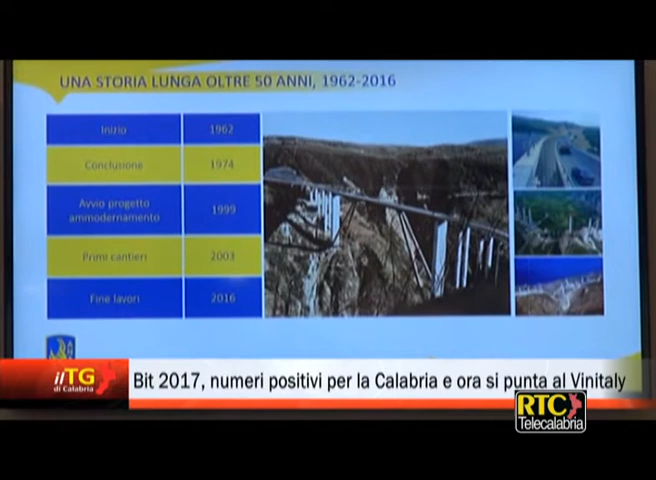 UNA STORIA LUNGA OLTRE 50 ANNI, 1962-2016
Inizio 1962
Conclusione 1974
Avvio progetto
ammodernamento 1999
Primi cantieri 2003
Fine lavori 2016
ilTG
di Calabria
Bit 2017, numeri positivi per la Calabria e ora si punta al Vinitaly
RTC
Telecalabria